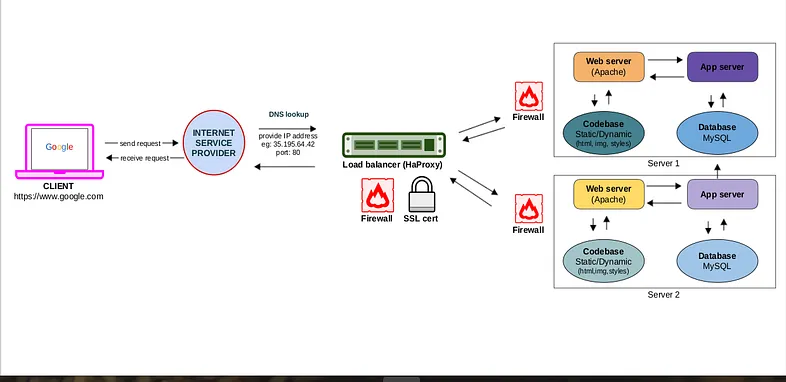 Google
CLIENT
https://www.google.com
send request
receive request
INTERNET
SERVICE
PROVIDER
DNS lookup
provide IP address
eg: 35.195.64.42
port: 80
Load balancer (HaProxy)
Firewall
SSL cert
Firewall
Firewall
Web server
(Apache)
App server
Codebase
Static/Dynamic
(html, img, styles)
Database
MySQL
Server 1
Web server
(Apache)
App server
Codebase
Static/Dynamic
(html,img,styles)
Database
MySQL
Server 2